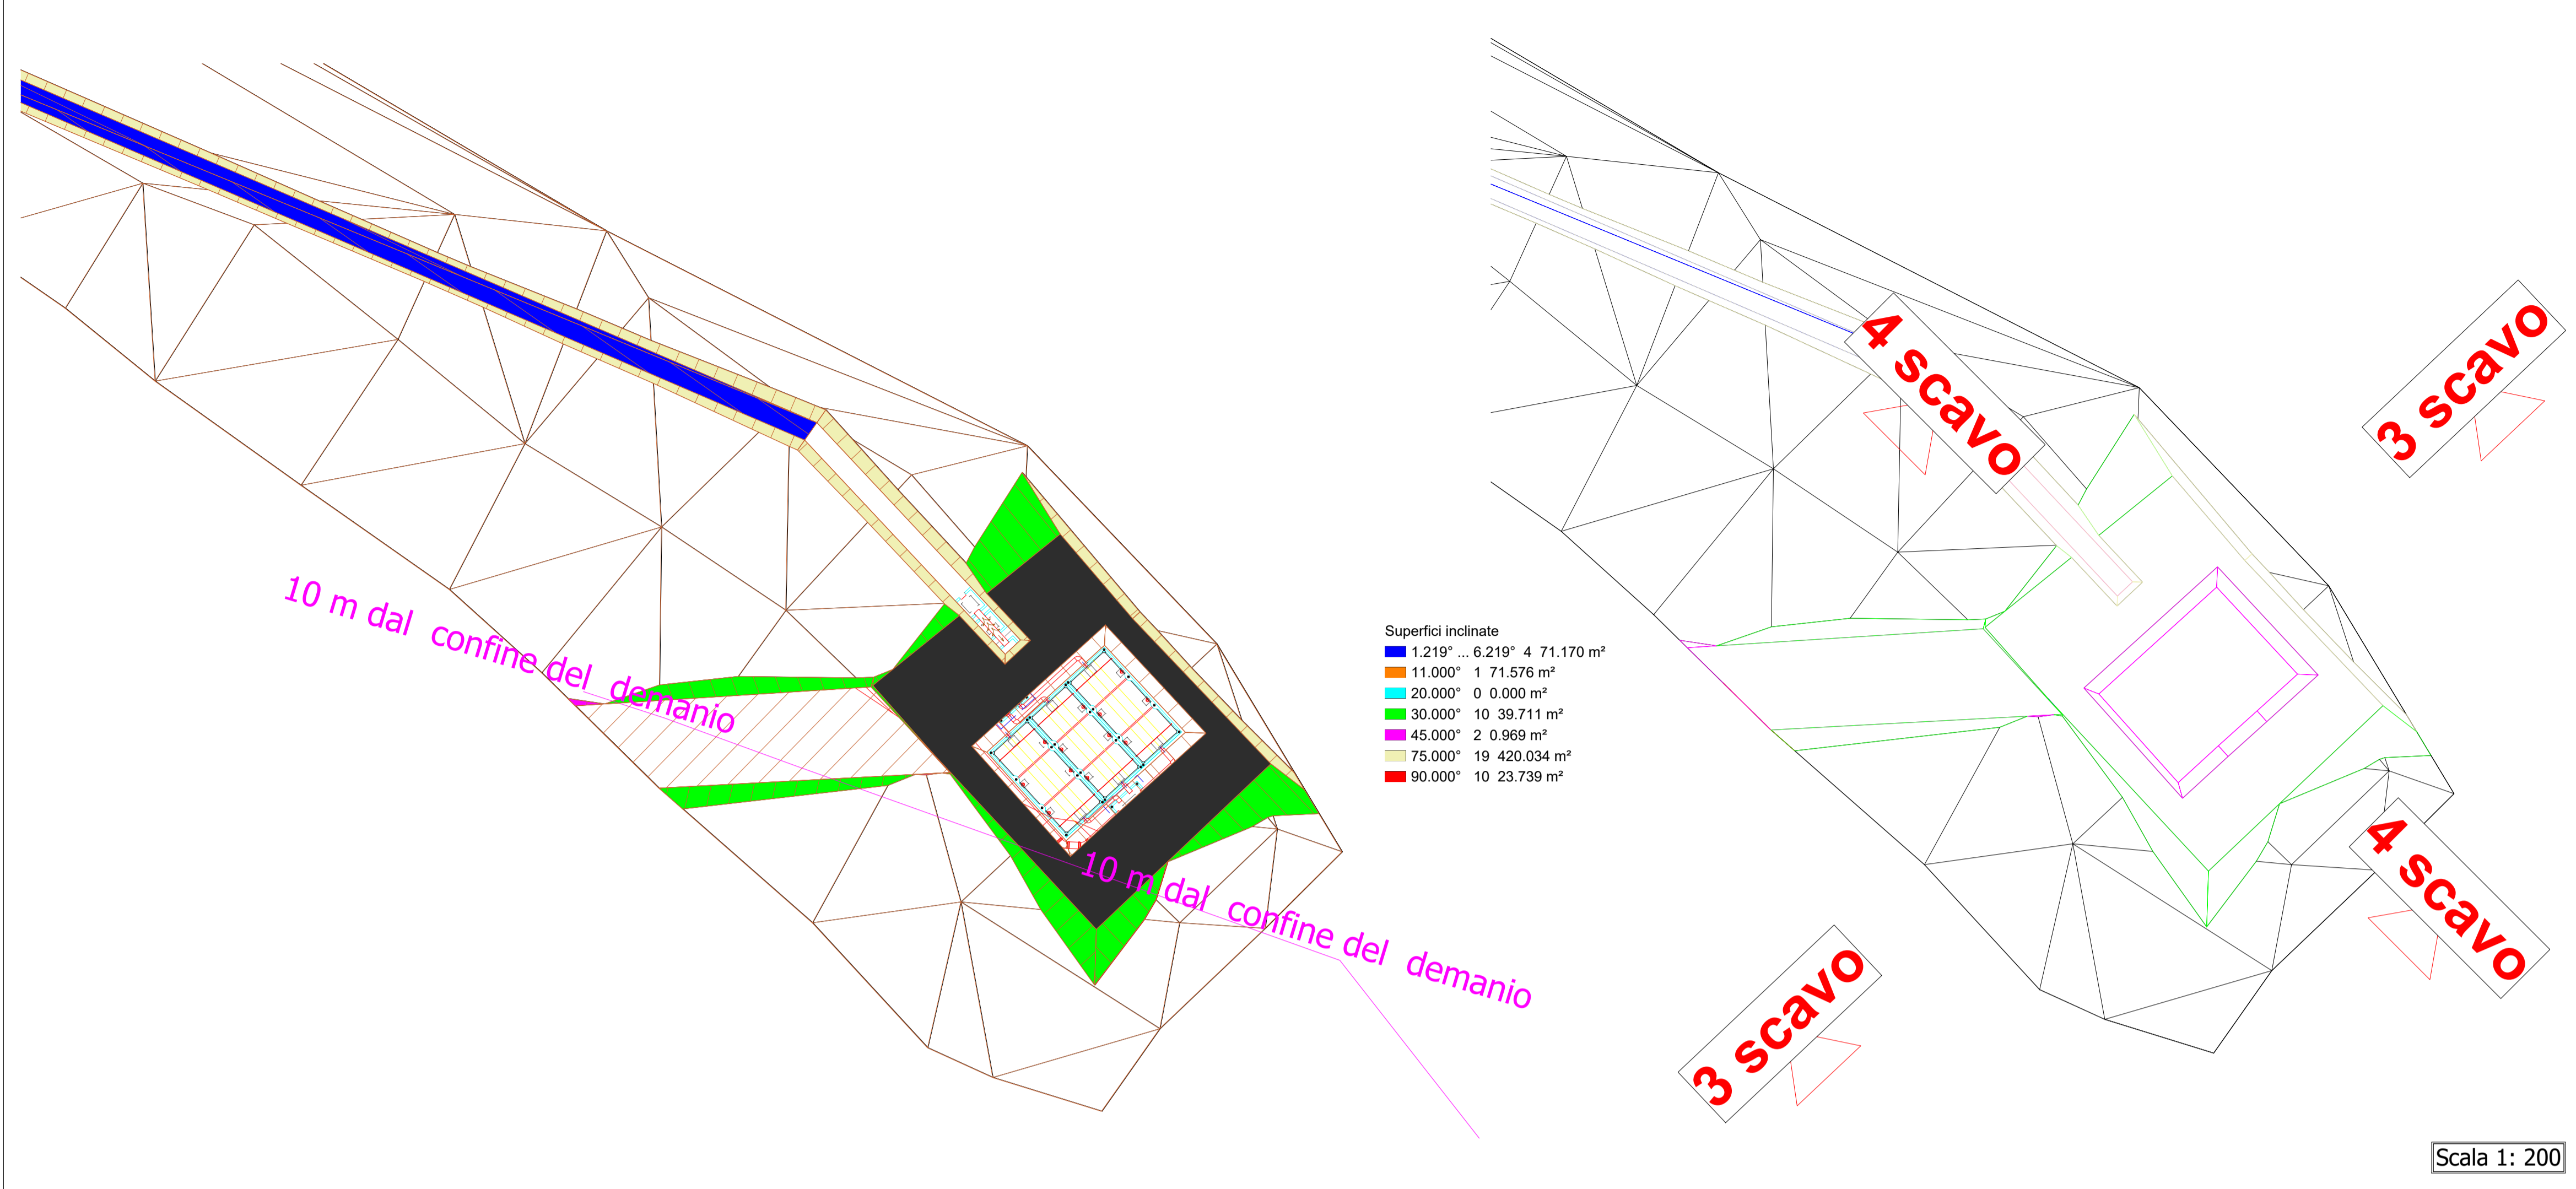 10 m dal confine del demanio
10 m dal confine del demanio
Superfici inclinate
1.219° ... 6.219° 4 71.170 m²
11.000° 1 71.576 m²
20.000° 0 0.000 m²
30.000° 10 39.711 m²
45.000° 2 0.969 m²
75.000° 19 420.034 m²
90.000° 10 23.739 m²
4 scavo
3 scavo
4 scavo
3 scavo
Scala 1: 200